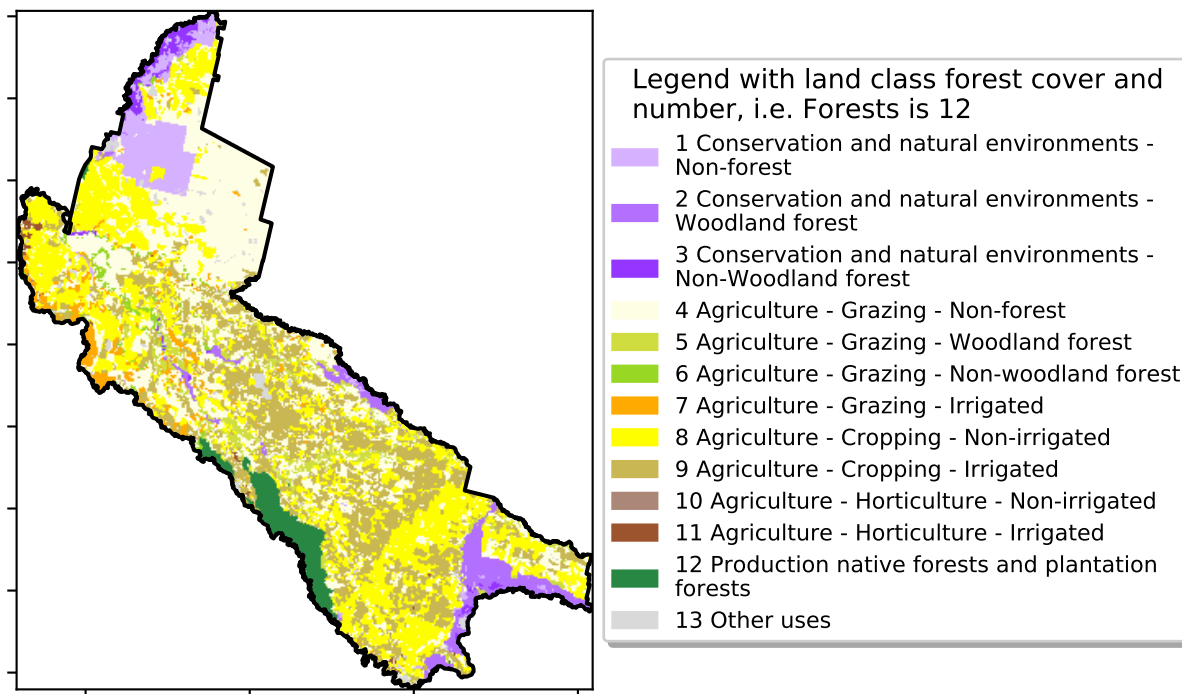 Legend with land class forest cover and
number, i.e. Forests is 12
1 Conservation and natural environments -
Non-forest
2 Conservation and natural environments -
Woodland forest
3 Conservation and natural environments -
Non-Woodland forest
4 Agriculture - Grazing - Non-forest
5 Agriculture - Grazing - Woodland forest
6 Agriculture - Grazing - Non-woodland forest
7 Agriculture - Grazing - Irrigated
8 Agriculture - Cropping - Non-irrigated
9 Agriculture - Cropping - Irrigated
10 Agriculture - Horticulture - Non-irrigated
11 Agriculture - Horticulture - Irrigated
12 Production native forests and plantation
forests
13 Other uses